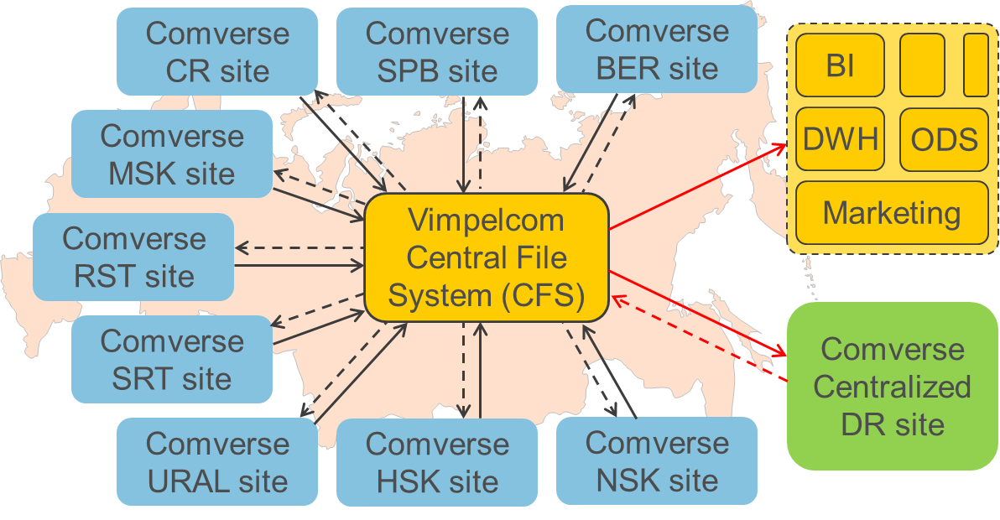 Comverse
CR site
Comverse
SPB site
Comverse
BER site
BI
DWH
ODS
Marketing
Comverse
MSK site
Comverse
RST site
Vimpelcom
Central File
System (CFS)
Comverse
SRT site
Comverse
Centralized
DR site
Comverse
URAL site
Comverse
HSK site
Comverse
NSK site